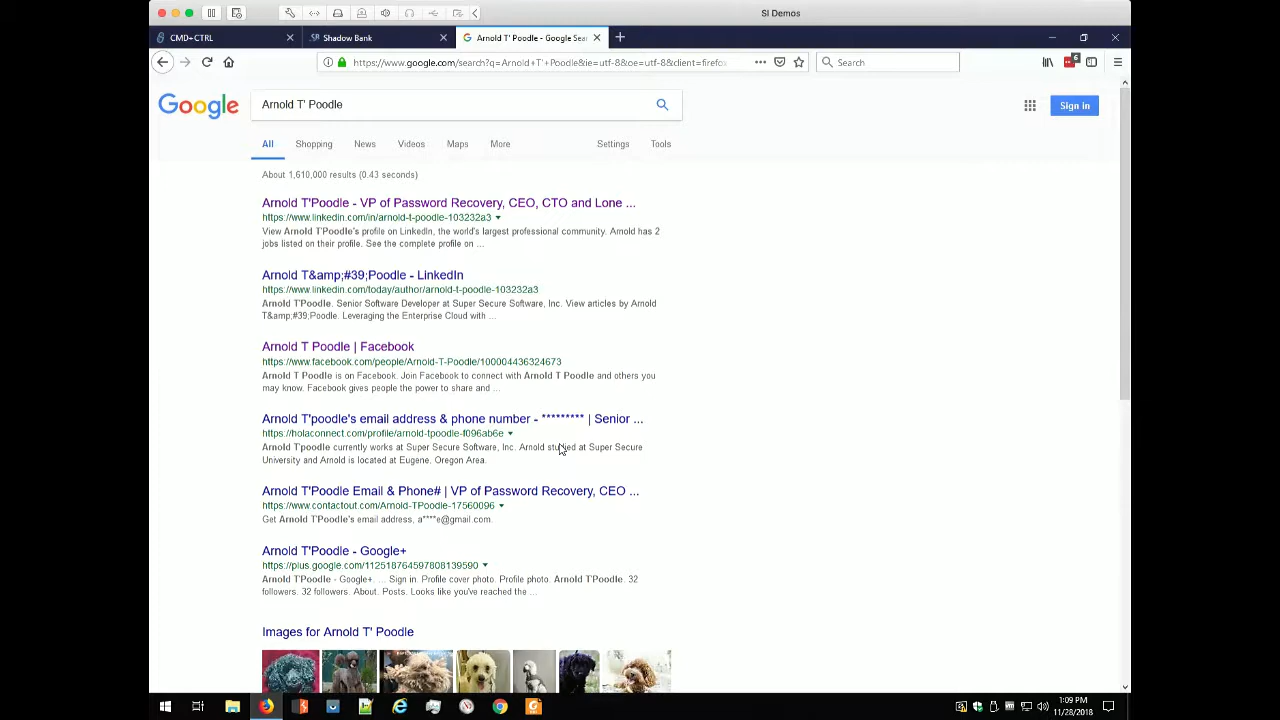 SI Demos
CMD+CTRL
Shadow Bank
Arnold T' Poodle - Google Sear
https://www.google.com/search?q=Arnold+T'+Poodle&ie=utf-8&oe=utf-8&client=firefo
Search
6
Google
Arnold T' Poodle
Sign in
All
Shopping
News
Videos
Maps
More
Settings
Tools
About 1,610,000 results (0.43 seconds)
Arnold T'Poodle - VP of Password Recovery, CEO, CTO and Lone ...
https://www.linkedin.com/in/arnold-t-poodle-103232a3
View Arnold T'Poodle's profile on LinkedIn, the world's largest professional community. Arnold has 2
jobs listed on their profile. See the complete profile on ...
Arnold T&amp;#39;Poodle - LinkedIn
https://www.linkedin.com/today/author/arnold-t-poodle-103232a3
Arnold T'Poodle. Senior Software Developer at Super Secure Software, Inc. View articles by Arnold
T&amp;#39;Poodle. Leveraging the Enterprise Cloud with ...
Arnold T Poodle | Facebook
https://www.facebook.com/people/Arnold-T-Poodle/100004436324673
Arnold T Poodle is on Facebook. Join Facebook to connect with Arnold T Poodle and others you
may know. Facebook gives people the power to share and ...
Arnold T'poodle's email address & phone number - ********* | Senior ...
https://holaconnect.com/profile/arnold-tpoodle-f096ab6e
Arnold T'poodle currently works at Super Secure Software, Inc. Arnold studied at Super Secure
University and Arnold is located at Eugene, Oregon Area.
Arnold T'Poodle Email & Phone# | VP of Password Recovery, CEO ...
https://www.contactout.com/Arnold-TPoodle-17560096
Get Arnold T'Poodle's email address, a****e@gmail.com.
Arnold T'Poodle - Google+
https://plus.google.com/112518764597808139590
Arnold T'Poodle - Google+. ... Sign in. Profile cover photo. Profile photo. Arnold T'Poodle. 32
followers. 32 followers. About. Posts. Looks like you've reached the ...
Images for Arnold T' Poodle
1:09 PM
11/28/2018